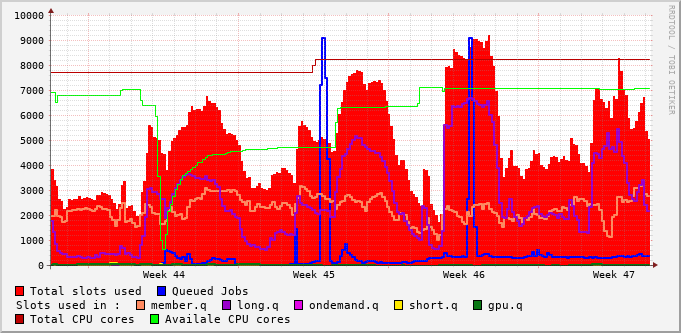 10000
9000
8000
7000
6000
5000
4000
3000
2000
1000
0
Week 44 Week 45 Week 46 Week 47
Total slots used Queued Jobs
Slots used in : member.q long.q ondemand.q short.q gpu.q
Total CPU cores Availale CPU cores
RRDTOOL / TOBI OETIKER